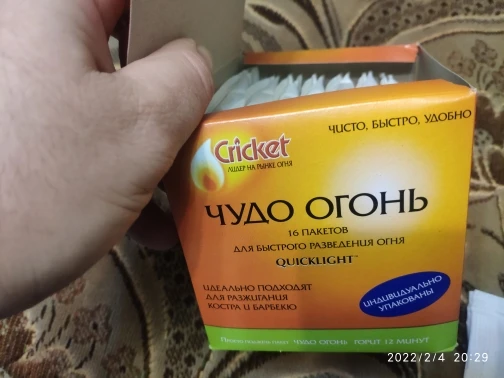 ЧИСТО, БЫСТРО, УДОБНО
Cricket
ЛИДЕР НА РЫНКЕ ОГНЯ
ЧУДО ОГОНЬ
16 ПАКЕТОВ
ДЛЯ БЫСТРОГО РАЗВЕДЕНИЯ ОГНЯ
QUICKLIGHT™
ИДЕАЛЬНО ПОДХОДЯТ
ДЛЯ РАЗЖИГАНИЯ
КОСТРА И БАРБЕКЮ
ИНДИВИДУАЛЬНО
УПАКОВАНЫ
ЧУДО ОГОНЬ ГОРИТ 12 МИНУТ
2022/2/4 20:29